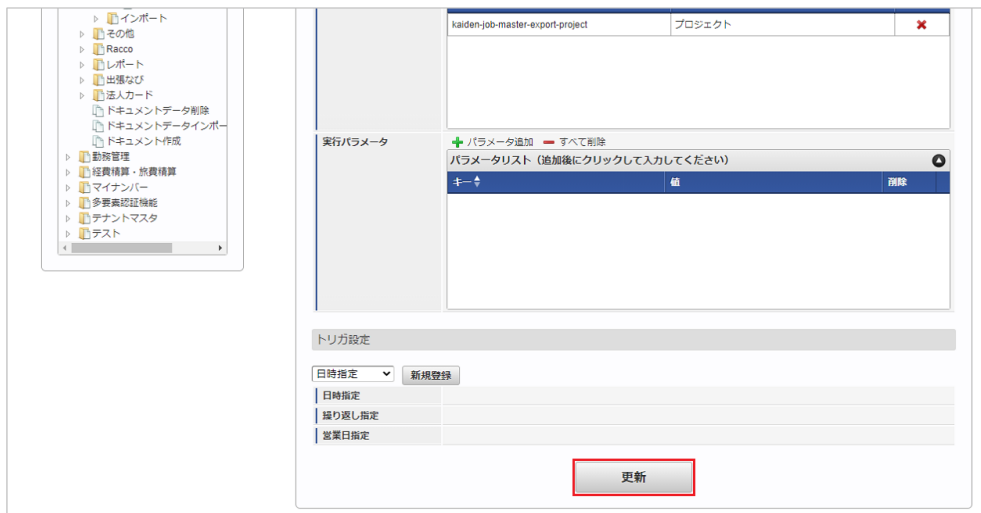 インポート
その他
Racco
レポート
出張なび
法人カード
ドキュメントデータ削除
ドキュメントデータインポー
ドキュメント作成
勤務管理
経費精算・旅費精算
マイナンバー
多要素認証機能
テナントマスタ
テスト
kaiden-job-master-export-project プロジェクト
実行パラメータ
パラメータ追加 すべて削除
パラメータリスト（追加後にクリックして入力してください）
キー 値 削除
トリガ設定
日時指定 新規登録
日時指定
繰り返し指定
営業日指定
更新